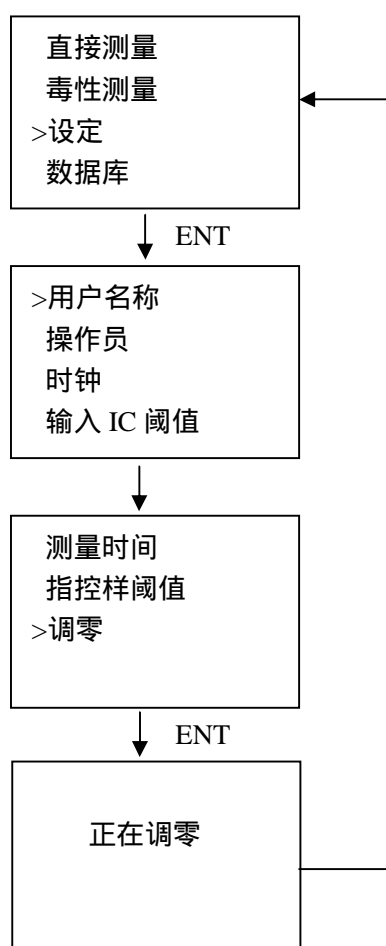 直接测量
毒性测量
>设定
数据库
ENT
>用户名称
操作员
时钟
输入 IC 阈值
测量时间
指控样阈值
>调零
ENT
正在调零